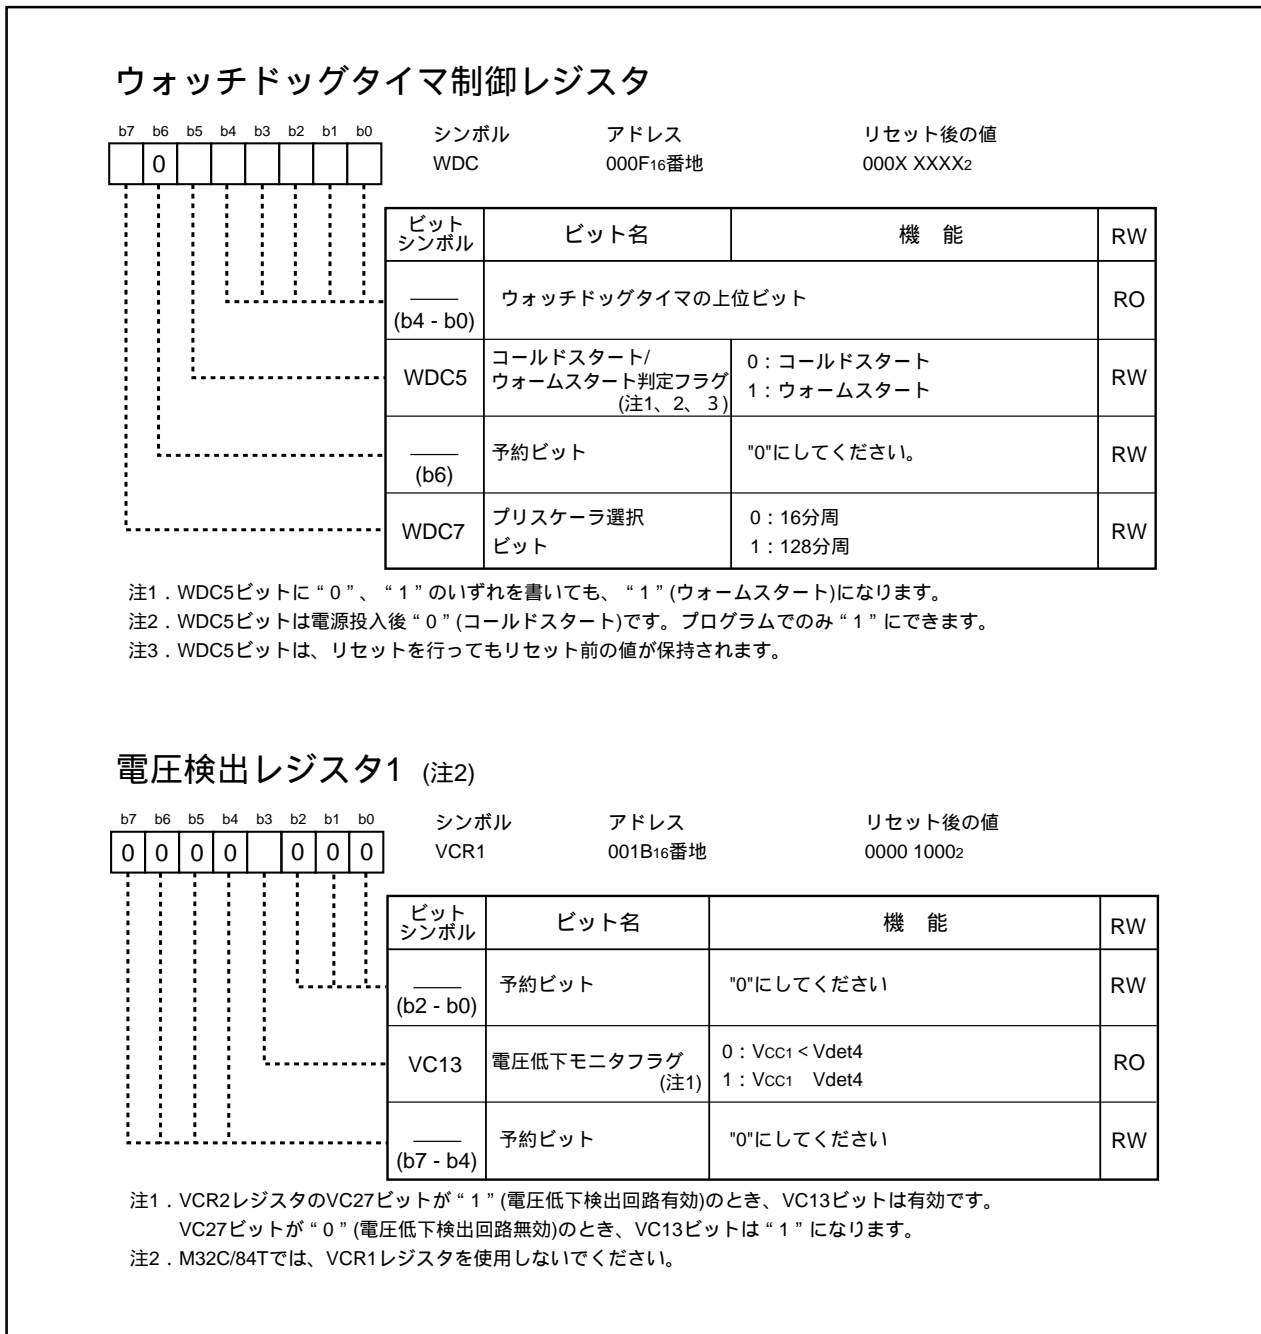 ウォッチドッグタイマ制御レジスタ
b7 b6 b5 b4 b3 b2 b1 b0
シンボル アドレス リセット後の値
0
WDC 000F16番地 000X XXXX2
ビット
シンボル
ビット名 機 能 RW
(b4 - b0)
ウォッチドッグタイマの上位ビット RO
WDC5
コールドスタート/
ウォームスタート判定フラグ
(注1、2、3)
0：コールドスタート
1：ウォームスタート
RW
(b6)
予約ビット "0"にしてください。 RW
WDC7
プリスケーラ選択
ビット
0：16分周
1：128分周
RW
注1．WDC5ビットに“0”、“1”のいずれを書いても、“1”(ウォームスタート)になります。
注2．WDC5ビットは電源投入後“0”(コールドスタート)です。プログラムでのみ“1”にできます。
注3．WDC5ビットは、リセットを行ってもリセット前の値が保持されます。
電圧検出レジスタ1 (注2)
b7 b6 b5 b4 b3 b2 b1 b0
シンボル アドレス リセット後の値
0 0 0 0 0 0 0
VCR1 001B16番地 0000 10002
ビット
シンボル
ビット名 機 能 RW
(b2 - b0)
予約ビット "0"にしてください RW
VC13
電圧低下モニタフラグ
(注1)
0：VCC1＜Vdet4
1：VCC1 Vdet4
RO
(b7 - b4)
予約ビット "0"にしてください RW
注1．VCR2レジスタのVC27ビットが“1”(電圧低下検出回路有効)のとき、VC13ビットは有効です。
VC27ビットが“0”(電圧低下検出回路無効)のとき、VC13ビットは“1”になります。
注2．M32C/84Tでは、VCR1レジスタを使用しないでください。